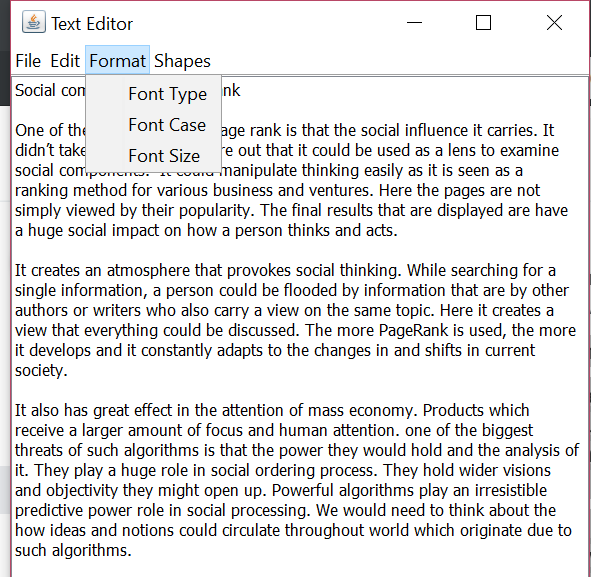 Text Editor
File Edit Format Shapes
Font Type
Font Case
Font Size
Social nk
One of the age rank is that the social influence it carries. It
didn’t take re out that it could be used as a lens to examine
social could manipulate thinking easily as it is seen as a
ranking method for various business and ventures. Here the pages are not
simply viewed by their popularity. The final results that are displayed are have
a huge social impact on how a person thinks and acts.
It creates an atmosphere that provokes social thinking. While searching for a
single information, a person could be flooded by information that are by other
authors or writers who also carry a view on the same topic. Here it creates a
view that everything could be discussed. The more PageRank is used, the more
it develops and it constantly adapts to the changes in and shifts in current
society.
It also has great effect in the attention of mass economy. Products which
receive a larger amount of focus and human attention. one of the biggest
threats of such algorithms is that the power they would hold and the analysis of
it. They play a huge role in social ordering process. They hold wider visions
and objectivity they might open up. Powerful algorithms play an irresistible
predictive power role in social processing. We would need to think about the
how ideas and notions could circulate throughout world which originate due to
such algorithms.